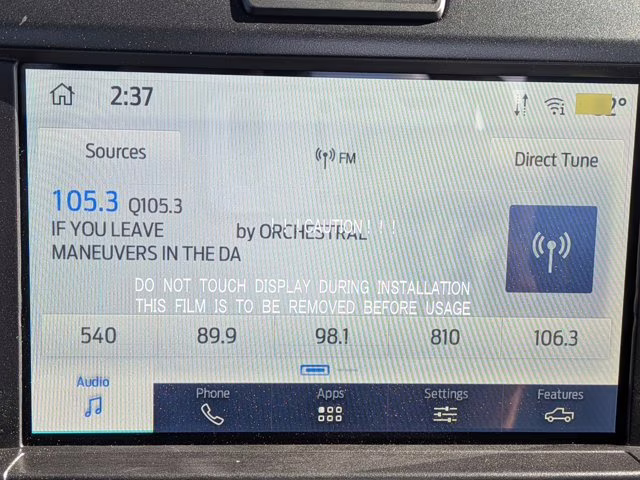 2:37
2°
Sources
FM
Direct Tune
105.3 Q105.3
IF YOU LEAVE by ORCHESTRAL
MANEUVERS IN THE DA
! ! ! CAUTION ! ! !
DO NOT TOUCH DISPLAY DURING INSTALLATION
THIS FILM IS TO BE REMOVED BEFORE USAGE
540 89.9 98.1 810 106.3
Audio Phone Apps Settings Features